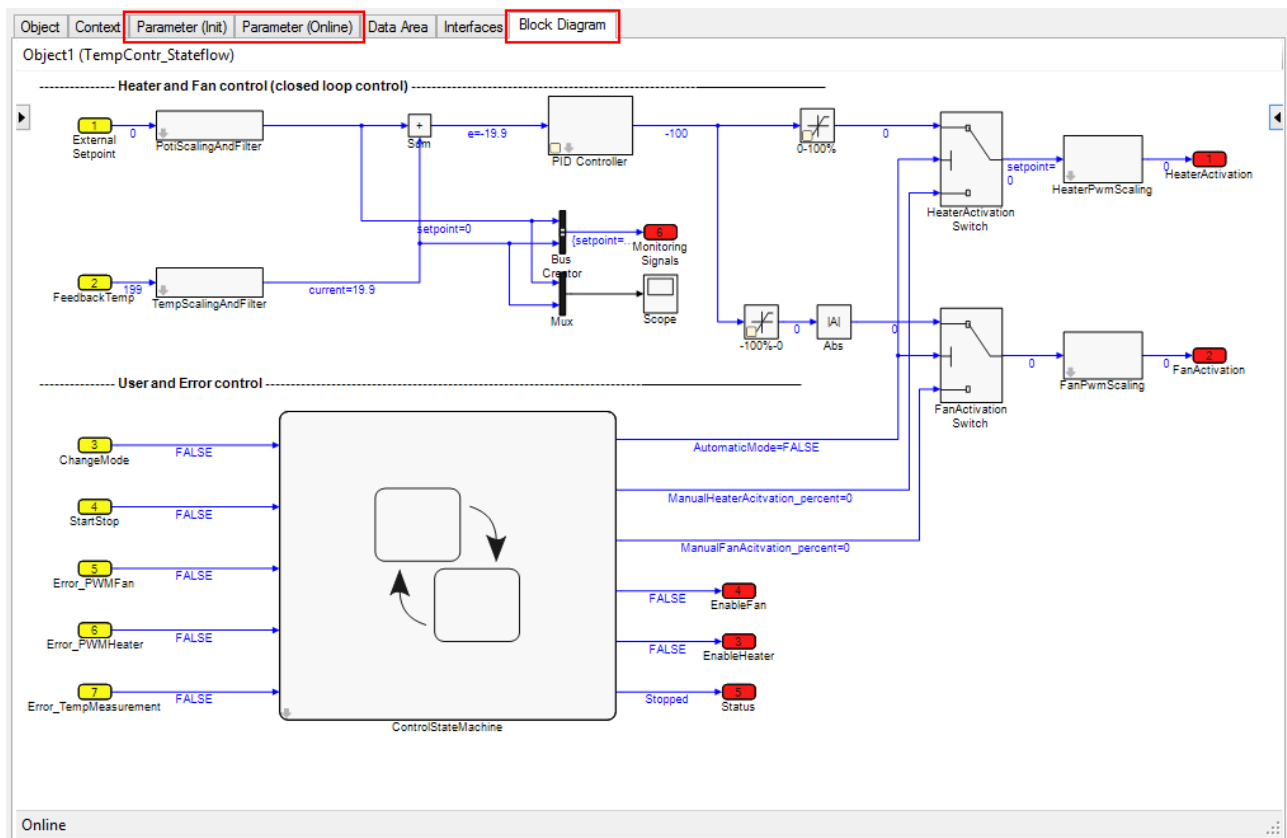 Object Context Parameter (Init) Parameter (Online) Data Area Interfaces Block Diagram
Object1 (TempContr_Stateflow)
--------------- Heater and Fan control (closed loop control) ---------------
1
External
Setpoint
0
PotiScalingAndFilter
+
Sum
e=-19.9
PID Controller
-100
0-100%
0
HeaterActivation
Switch
setpoint=
0
HeaterPwmScaling
0
1
HeaterActivation
setpoint=0
Bus
Creator
{setpoint=...
6
Monitoring
Signals
2
FeedbackTemp
199
TempScalingAndFilter
current=19.9
Mux
Scope
-100%-0
0
|A|
Abs
0
FanActivation
Switch
0
FanPwmScaling
0
2
FanActivation
--------------- User and Error control ---------------
3
ChangeMode
FALSE
4
StartStop
FALSE
5
Error_PWMFan
FALSE
6
Error_PWMHeater
FALSE
7
Error_TempMeasurement
FALSE
ControlStateMachine
AutomaticMode=FALSE
ManualHeaterAcitvation_percent=0
ManualFanAcitvation_percent=0
FALSE
4
EnableFan
FALSE
3
EnableHeater
Stopped
5
Status
Online